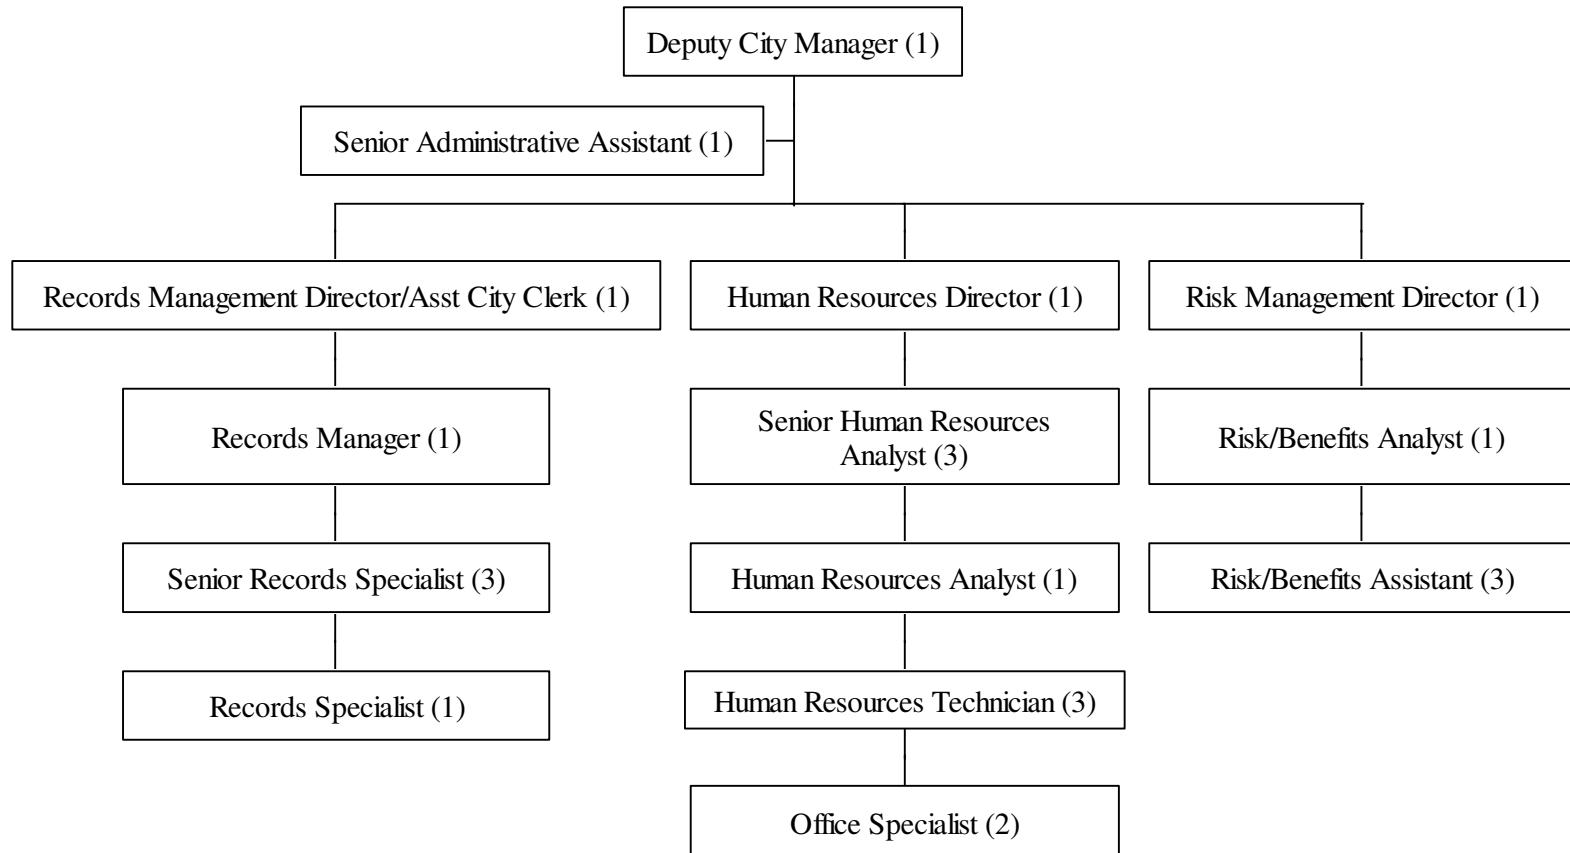 Deputy City Manager (1)
Senior Administrative Assistant (1)
Records Management Director/Asst City Clerk (1)
Human Resources Director (1)
Risk Management Director (1)
Records Manager (1)
Senior Human Resources
Analyst (3)
Risk/Benefits Analyst (1)
Senior Records Specialist (3)
Human Resources Analyst (1)
Risk/Benefits Assistant (3)
Records Specialist (1)
Human Resources Technician (3)
Office Specialist (2)